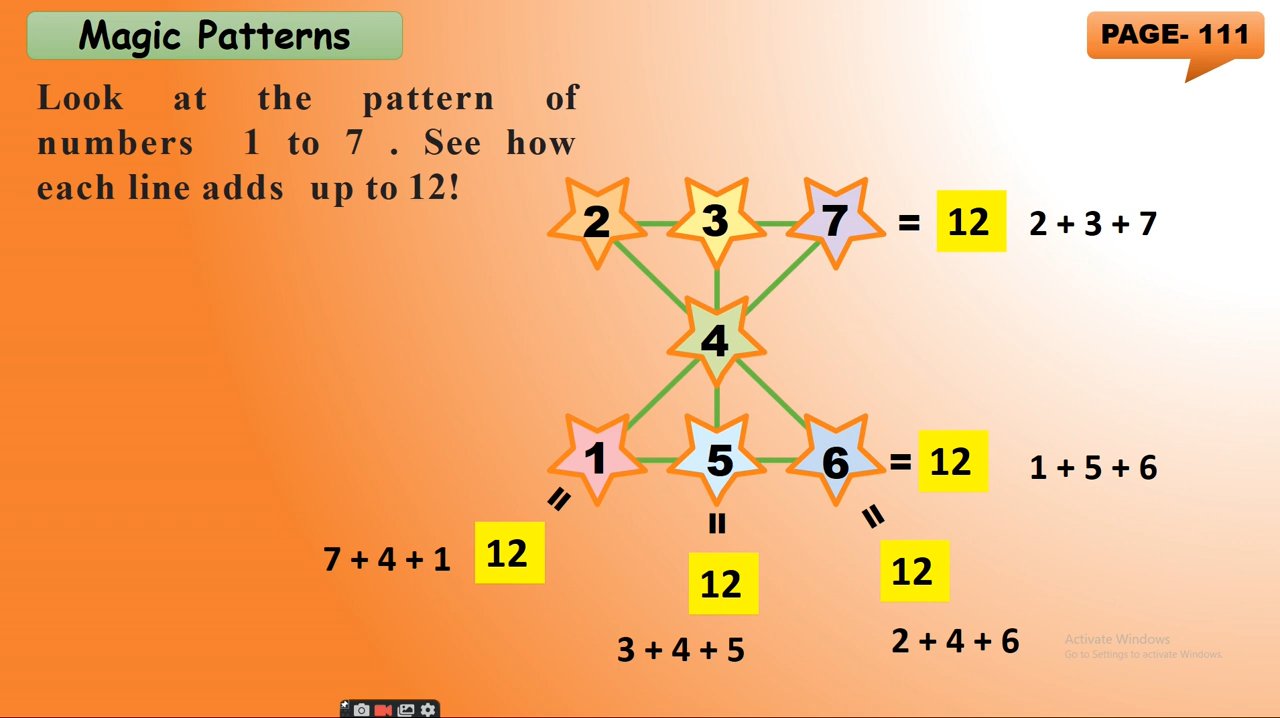 Magic Patterns
PAGE- 111
Look at the pattern of
numbers 1 to 7 . See how
each line adds up to 12!
2 3 7 = 12 2 + 3 + 7
4
1 5 6 = 12 1 + 5 + 6
= = =
7 + 4 + 1 12 12 12
3 + 4 + 5 2 + 4 + 6
Activate Windows
Go to Settings to activate Windows.